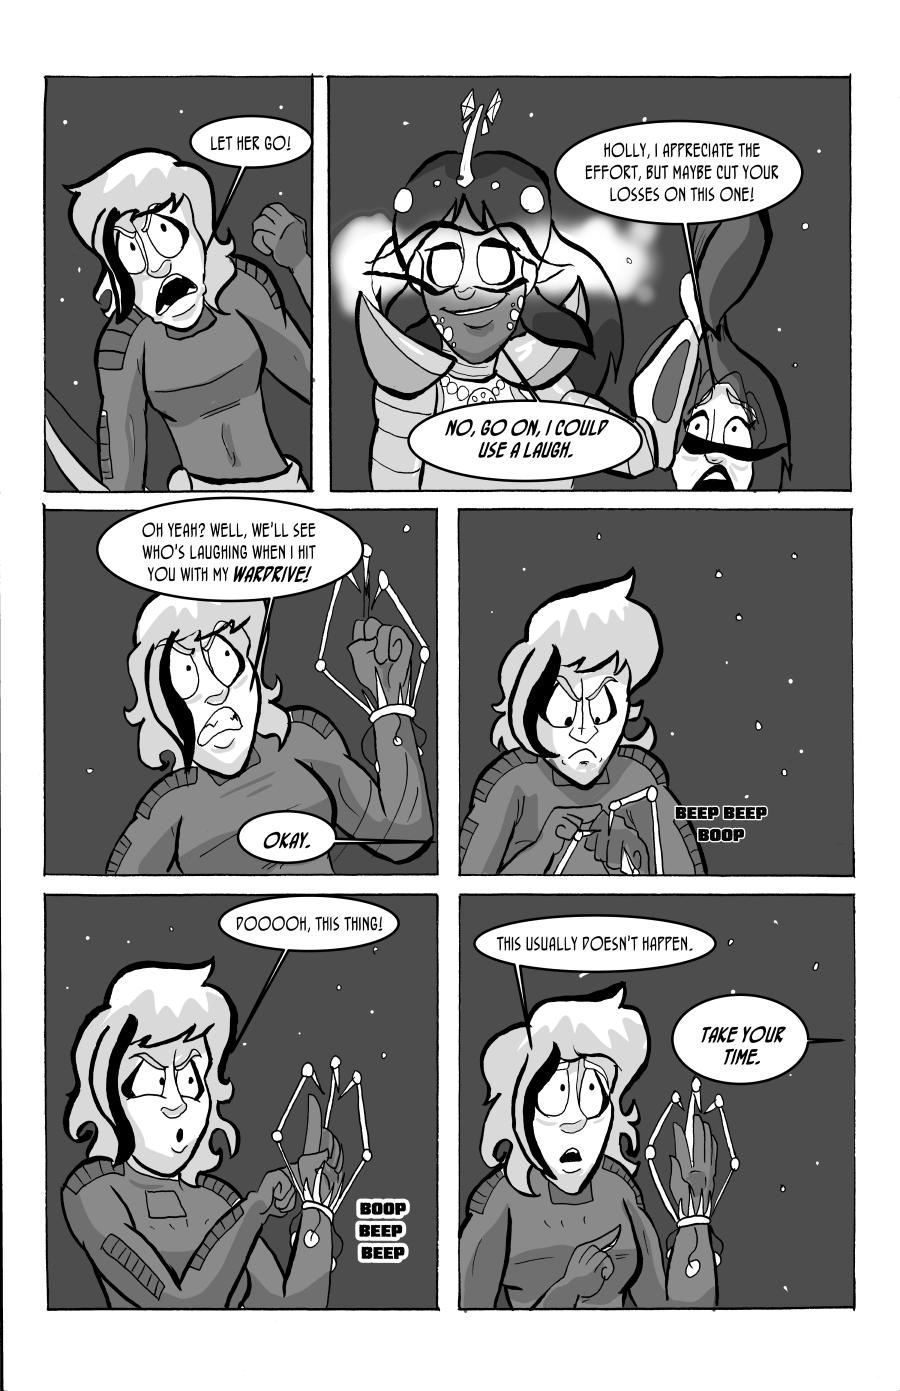 LET HER GO!
HOLLY, I APPRECIATE THE
EFFORT, BUT MAYBE CUT YOUR
LOSSES ON THIS ONE!
NO, GO ON, I COULD
USE A LAUGH.
OH YEAH? WELL, WE'LL SEE
WHO'S LAUGHING WHEN I HIT
YOU WITH MY WARDRIVE!
OKAY.
BEEP BEEP
BOOP
DOOOOH, THIS THING!
BOOP
BEEP
BEEP
THIS USUALLY DOESN'T HAPPEN.
TAKE YOUR
TIME.